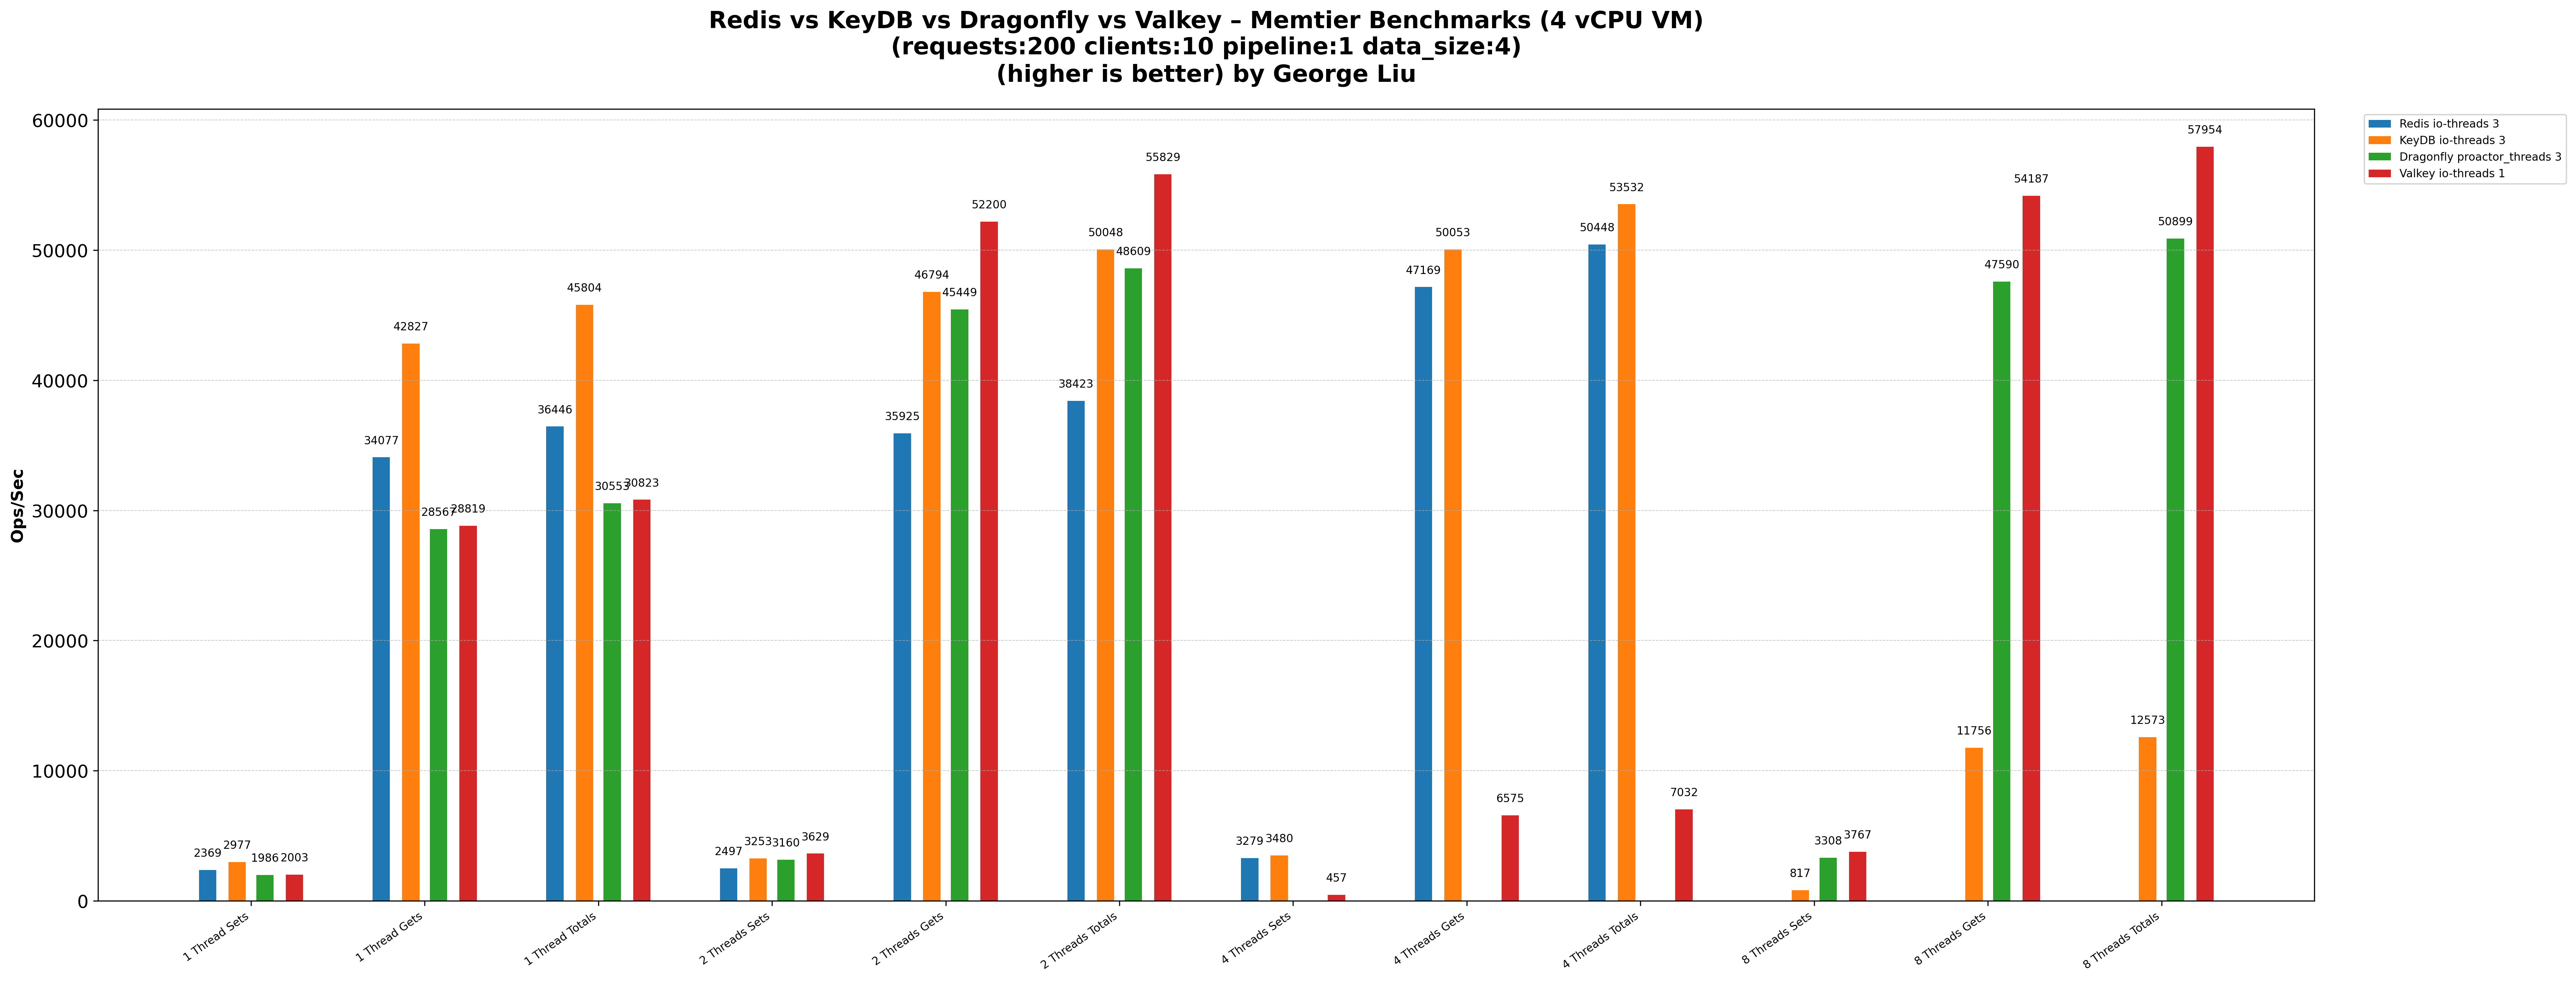 Redis vs KeyDB vs Dragonfly vs Valkey – Memtier Benchmarks (4 vCPU VM)
(requests:200 clients:10 pipeline:1 data_size:4)
(higher is better) by George Liu
Redis io-threads 3
KeyDB io-threads 3
Dragonfly proactor_threads 3
Valkey io-threads 1
Ops/Sec
60000
50000
40000
30000
20000
10000
0
2369
2977
1986
2003
34077
42827
28567
28819
36446
45804
30553
30823
2497
3253
3160
3629
35925
46794
45449
52200
38423
50048
48609
55829
3279
3480
457
47169
50053
6575
50448
53532
7032
817
3308
3767
11756
47590
54187
12573
50899
57954
1 Thread Sets
1 Thread Gets
1 Thread Totals
2 Threads Sets
2 Threads Gets
2 Threads Totals
4 Threads Sets
4 Threads Gets
4 Threads Totals
8 Threads Sets
8 Threads Gets
8 Threads Totals